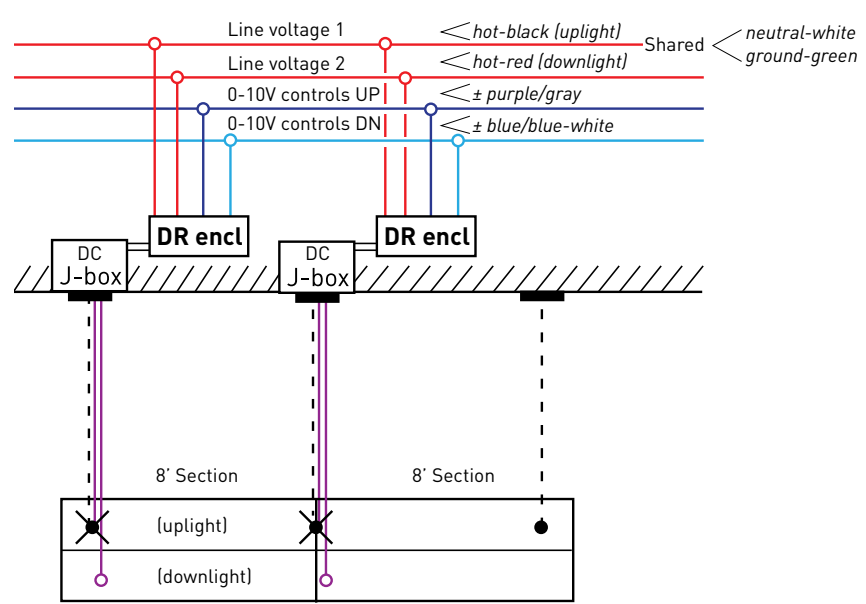 Line voltage 1
hot-black (uplight)
Shared
neutral-white
ground-green
Line voltage 2
hot-red (downlight)
0-10V controls UP
± purple/gray
0-10V controls DN
± blue/blue-white
DR encl
DR encl
DC
J-box
DC
J-box
8’ Section
8’ Section
(uplight)
(downlight)